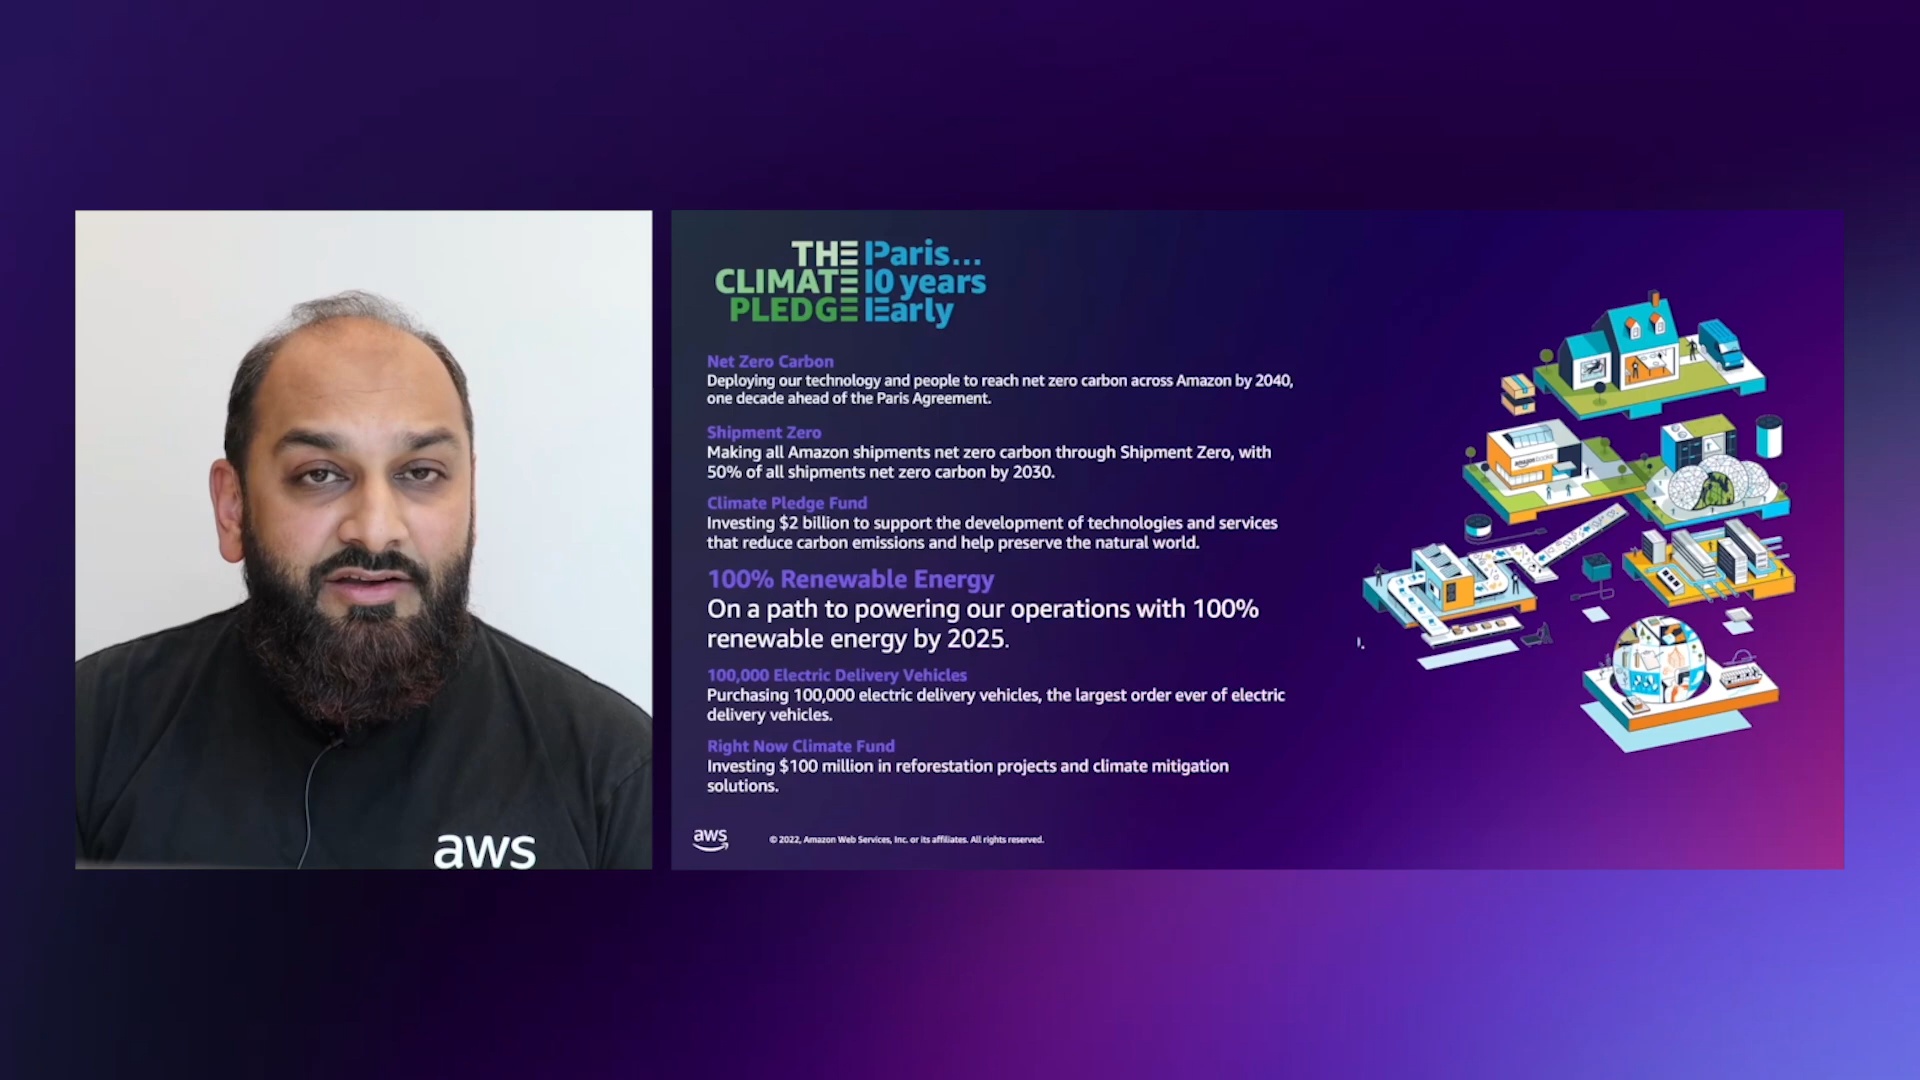 THE
CLIMATE
PLEDGE
Paris...
10 years
Early
Net Zero Carbon
Deploying our technology and people to reach net zero carbon across Amazon by 2040,
one decade ahead of the Paris Agreement.
Shipment Zero
Making all Amazon shipments net zero carbon through Shipment Zero, with
50% of all shipments net zero carbon by 2030.
Climate Pledge Fund
Investing $2 billion to support the development of technologies and services
that reduce carbon emissions and help preserve the natural world.
100% Renewable Energy
On a path to powering our operations with 100%
renewable energy by 2025.
100,000 Electric Delivery Vehicles
Purchasing 100,000 electric delivery vehicles, the largest order ever of electric
delivery vehicles.
Right Now Climate Fund
Investing $100 million in reforestation projects and climate mitigation
solutions.
aws
© 2022, Amazon Web Services, Inc. or its affiliates. All rights reserved.
amazon books
aws